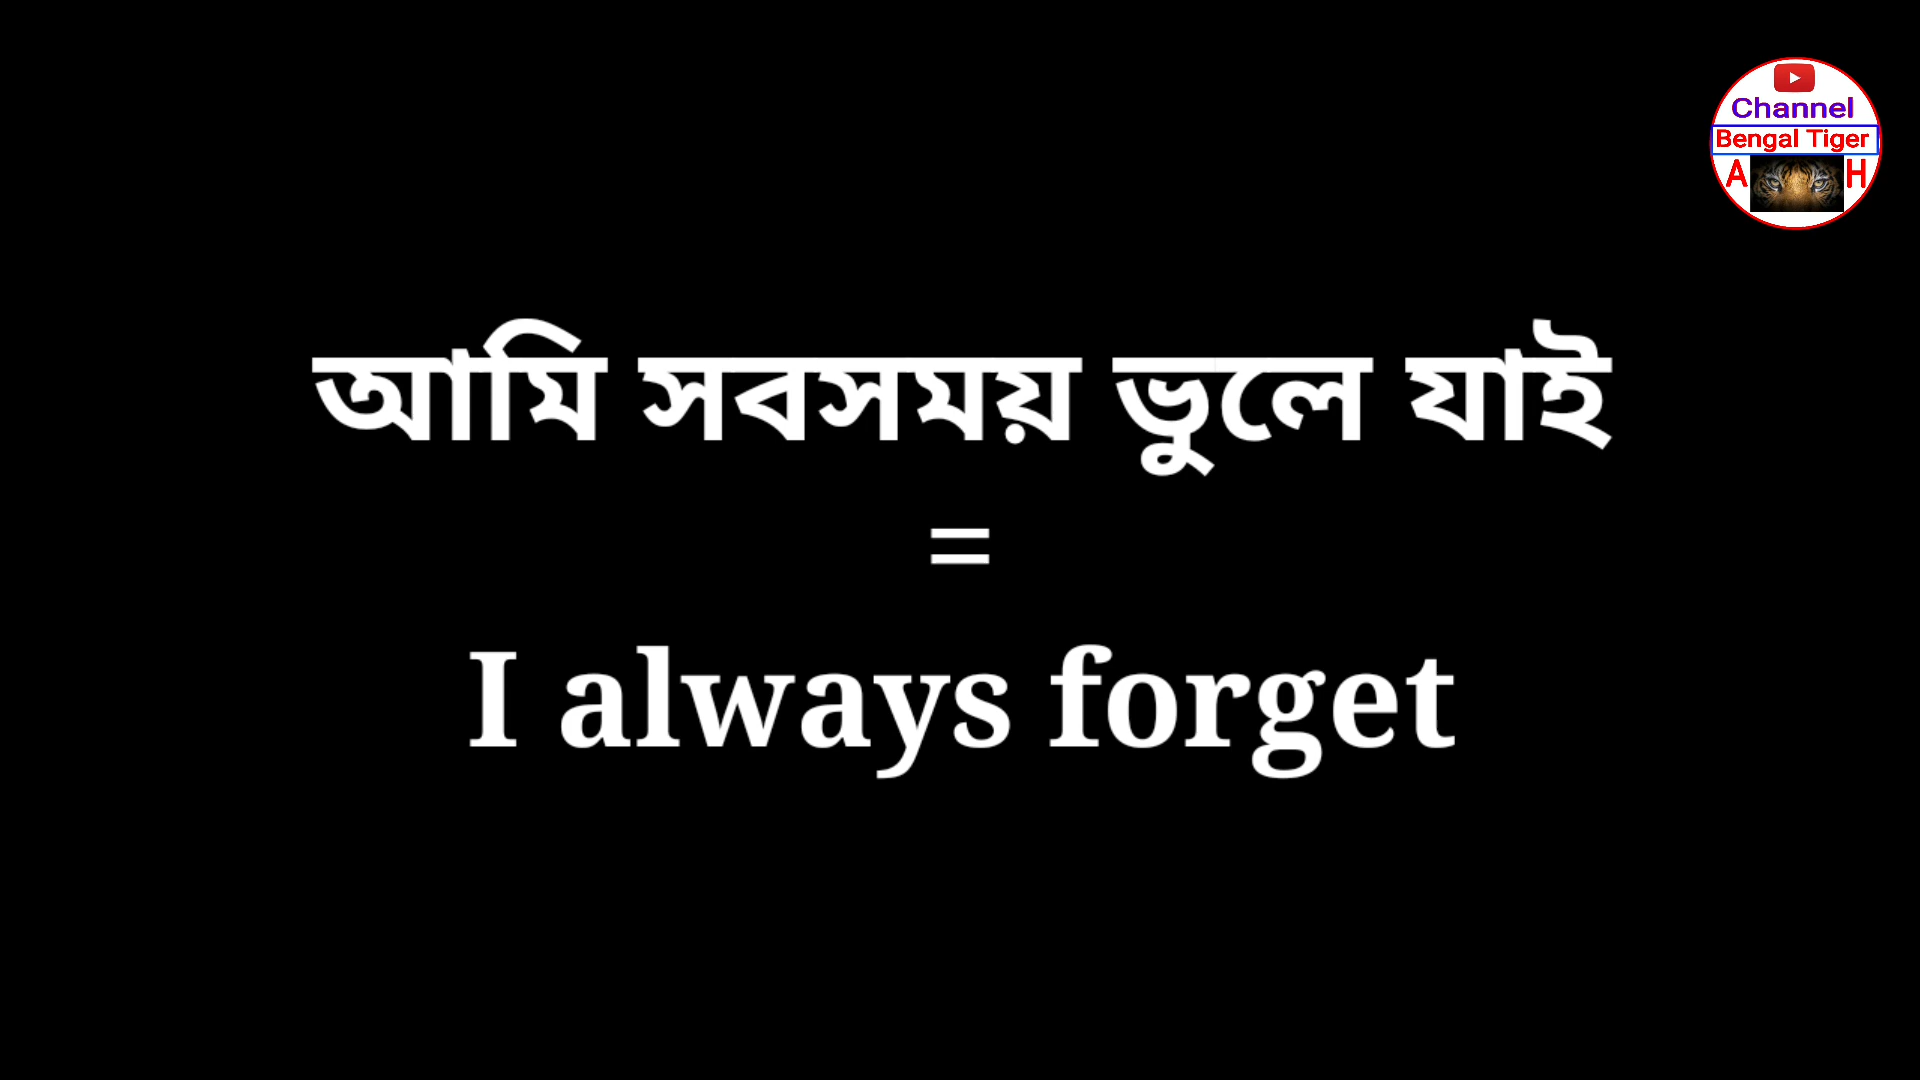 Channel
Bengal Tiger
A H
আমি সবসময় ভুলে যাই
=
I always forget